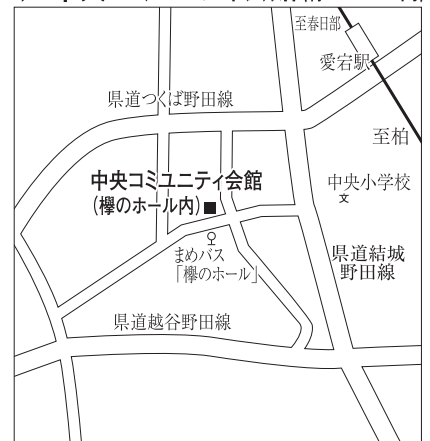 至春日部
愛宕駅
県道つくば野田線
至柏
中央コミュニティ会館
(欅のホール内)
中央小学校
文
まめバス
「欅のホール」
県道結城
野田線
県道越谷野田線